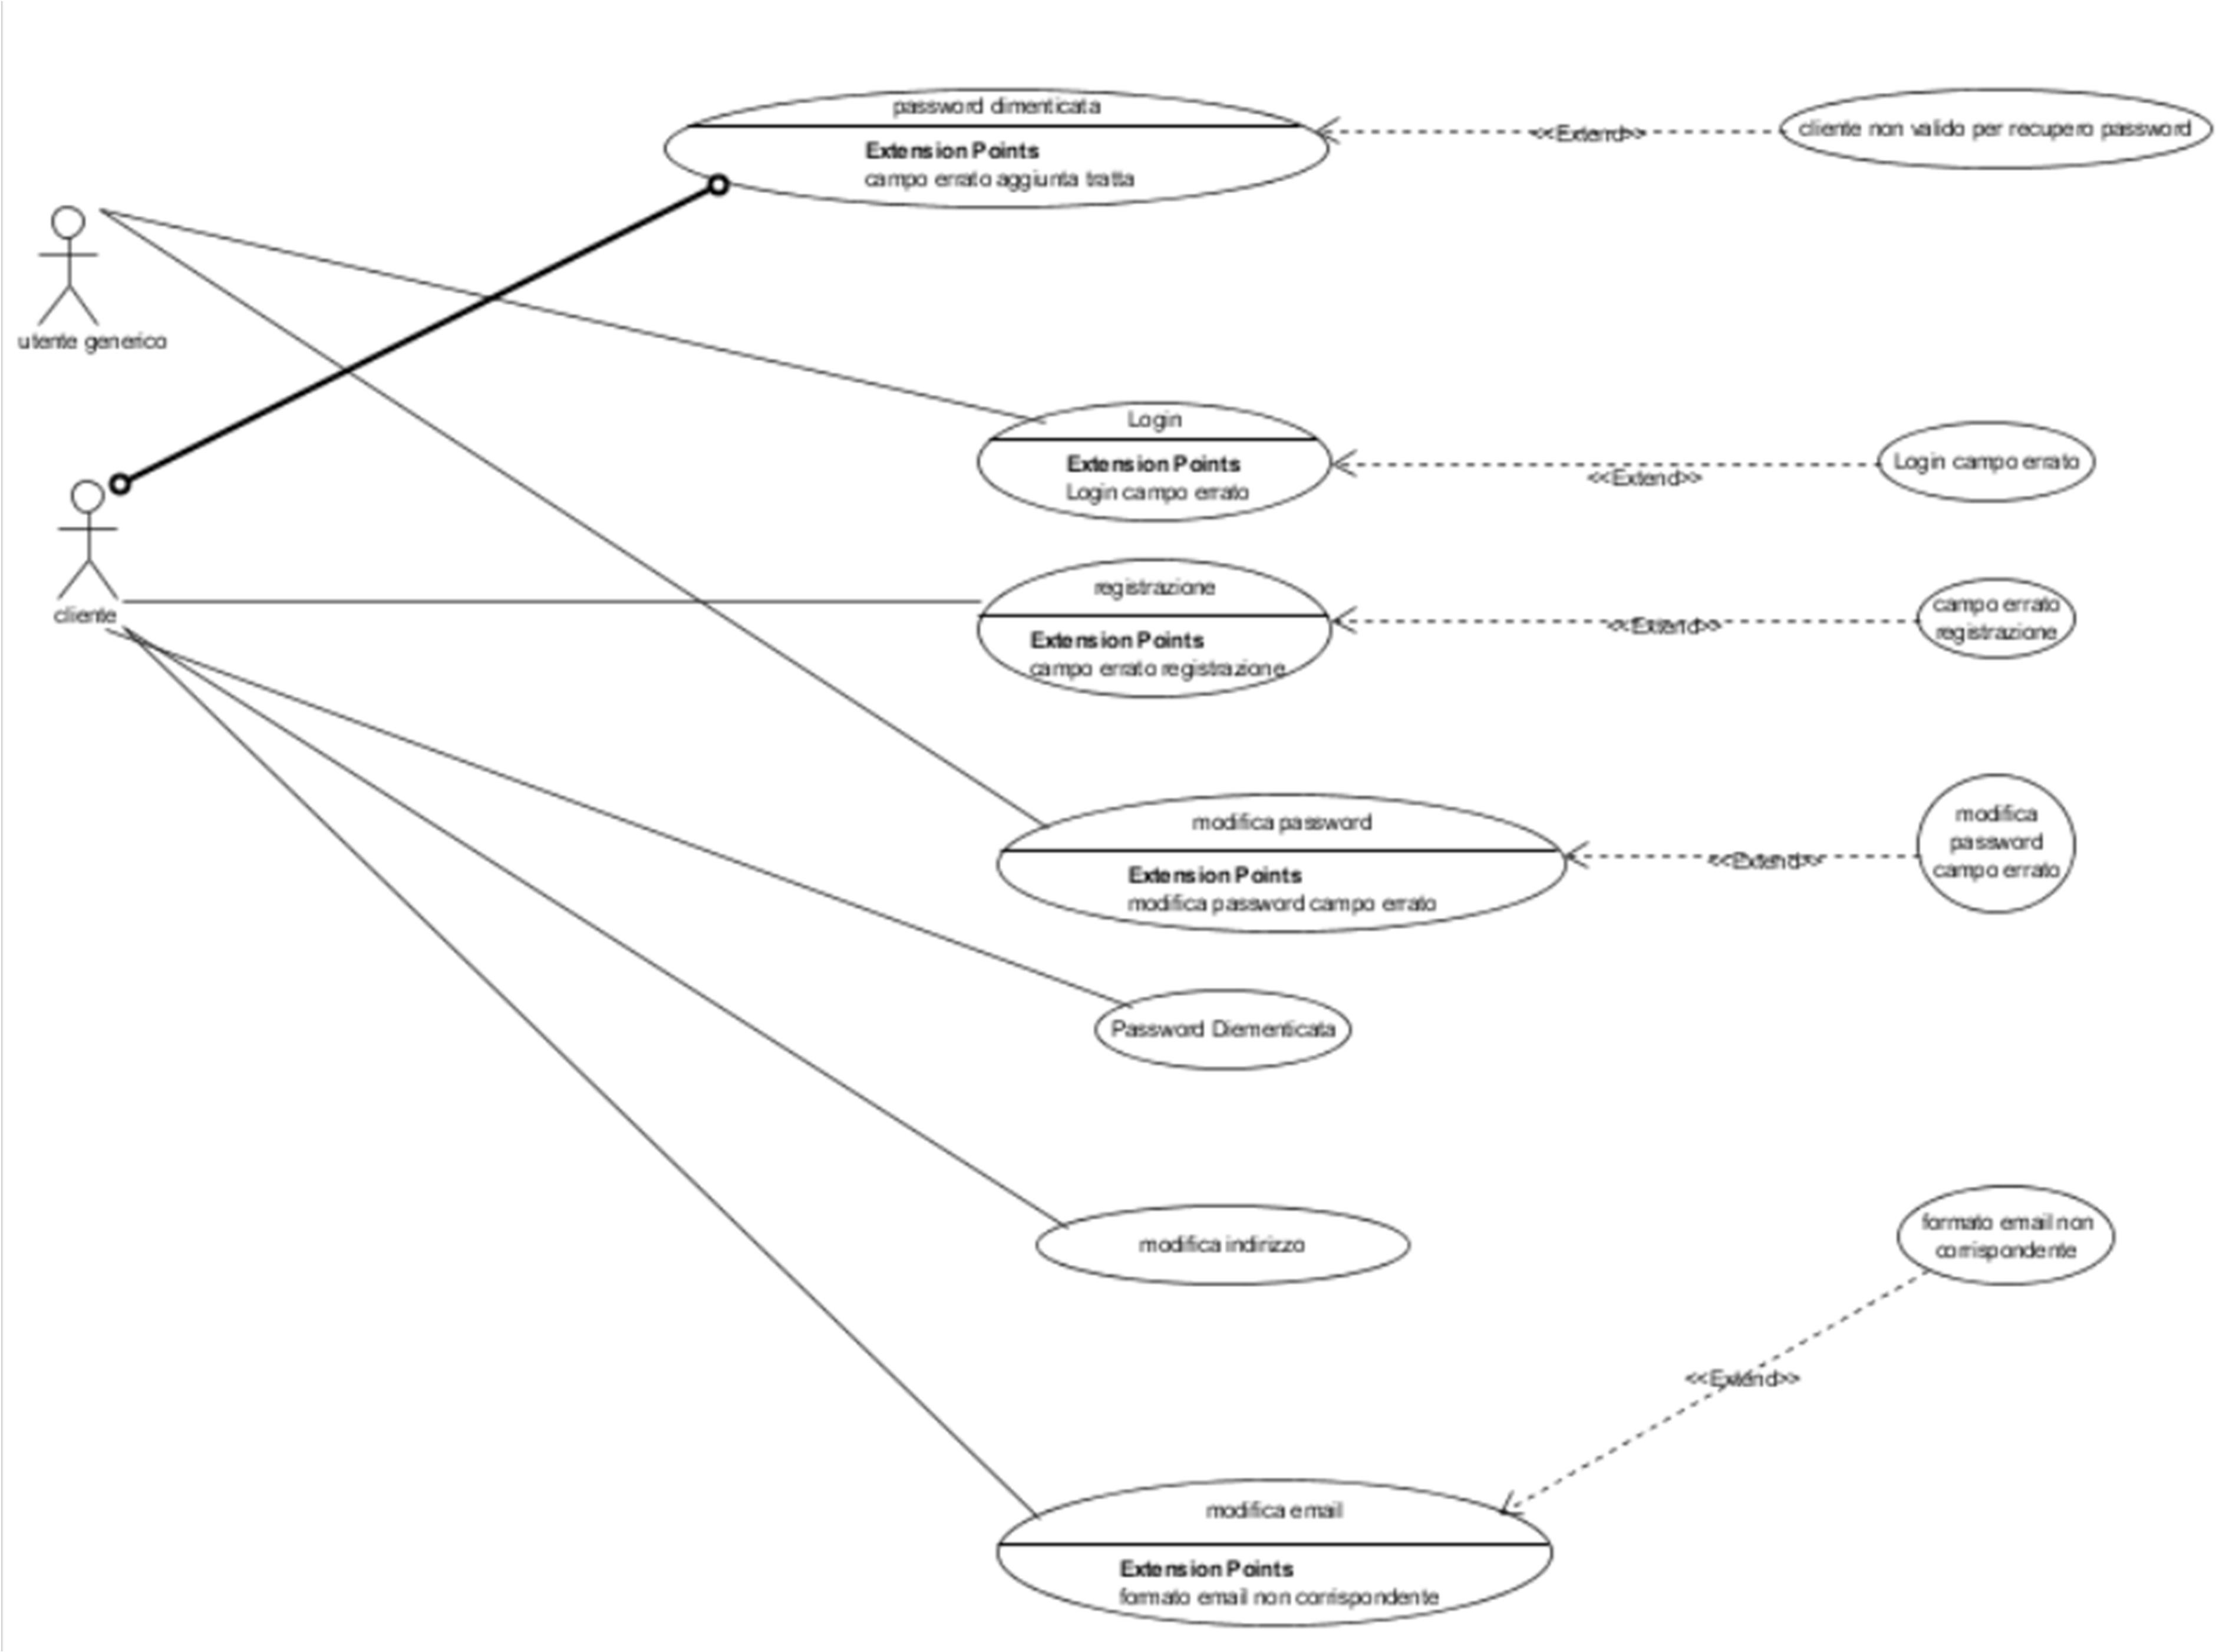 password dimenticata
Extension Points
campo errato aggiunta tratta
<<Extend>>
cliente non valido per recupero password
utente generico
Login
Extension Points
Login campo errato
<<Extend>>
Login campo errato
cliente
registrazione
Extension Points
campo errato registrazione
<<Extend>>
campo errato
registrazione
modifica password
Extension Points
modifica password campo errato
<<Extend>>
modifica
password
campo errato
Password Diementicata
modifica indirizzo
formato email non
corrispondente
<<Extend>>
modifica email
Extension Points
formato email non corrispondente